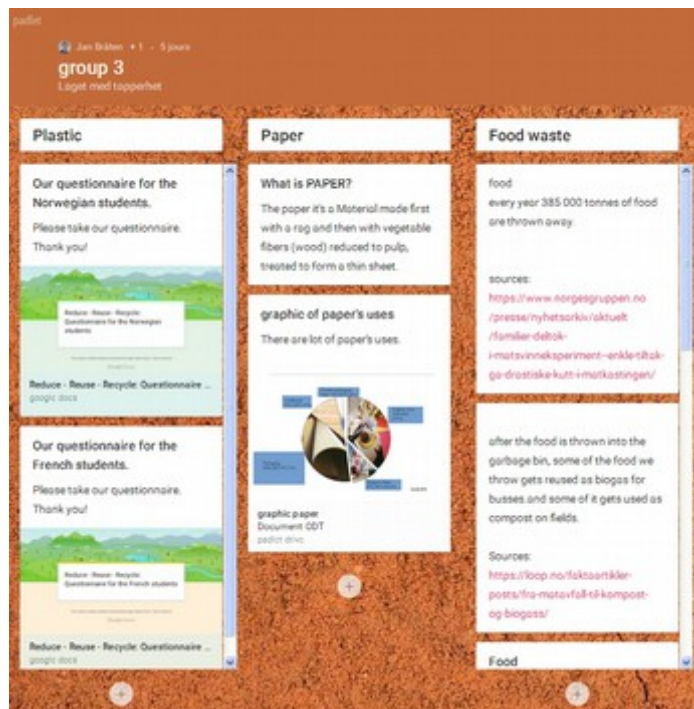 padlet
Jan Bråten +1 - 5 jours
group 3
Laget med tapperhet
Plastic
Our questionnaire for the
Norwegian students.
Please take our questionnaire.
Thank you!
Reduce - Reuse - Recycle:
Questionnaire for the Norwegian
students
Reduce - Reuse - Recycle: Questionnaire ...
google docs
Our questionnaire for the
French students.
Please take our questionnaire.
Thank you!
Reduce - Reuse - Recycle:
Questionnaire for the French students
Reduce - Reuse - Recycle: Questionnaire ...
google docs
Paper
What is PAPER?
The paper it's a Material made first
with a rag and then with vegetable
fibers (wood) reduced to pulp,
treated to form a thin sheet.
graphic of paper's uses
There are lot of paper's uses.
graphic paper
Document ODT
padlet drive
Food waste
food
every year 385 000 tonnes of food
are thrown away.
sources:
https://www.norgesgruppen.no
/presse/nyhetsarkiv/aktuelt
/familier-deltok-
i-matsvinneksperiment--enkle-tiltak-
ga-drastiske-kutt-i-matkastingen/
after the food is thrown into the
garbage bin, some of the food we
throw gets reused as biogas for
busses.and some of it gets used as
compost on fields.
Sources:
https://loop.no/faktaartikler-
posts/fra-matavfall-til-kompost-
og-biogass/
Food